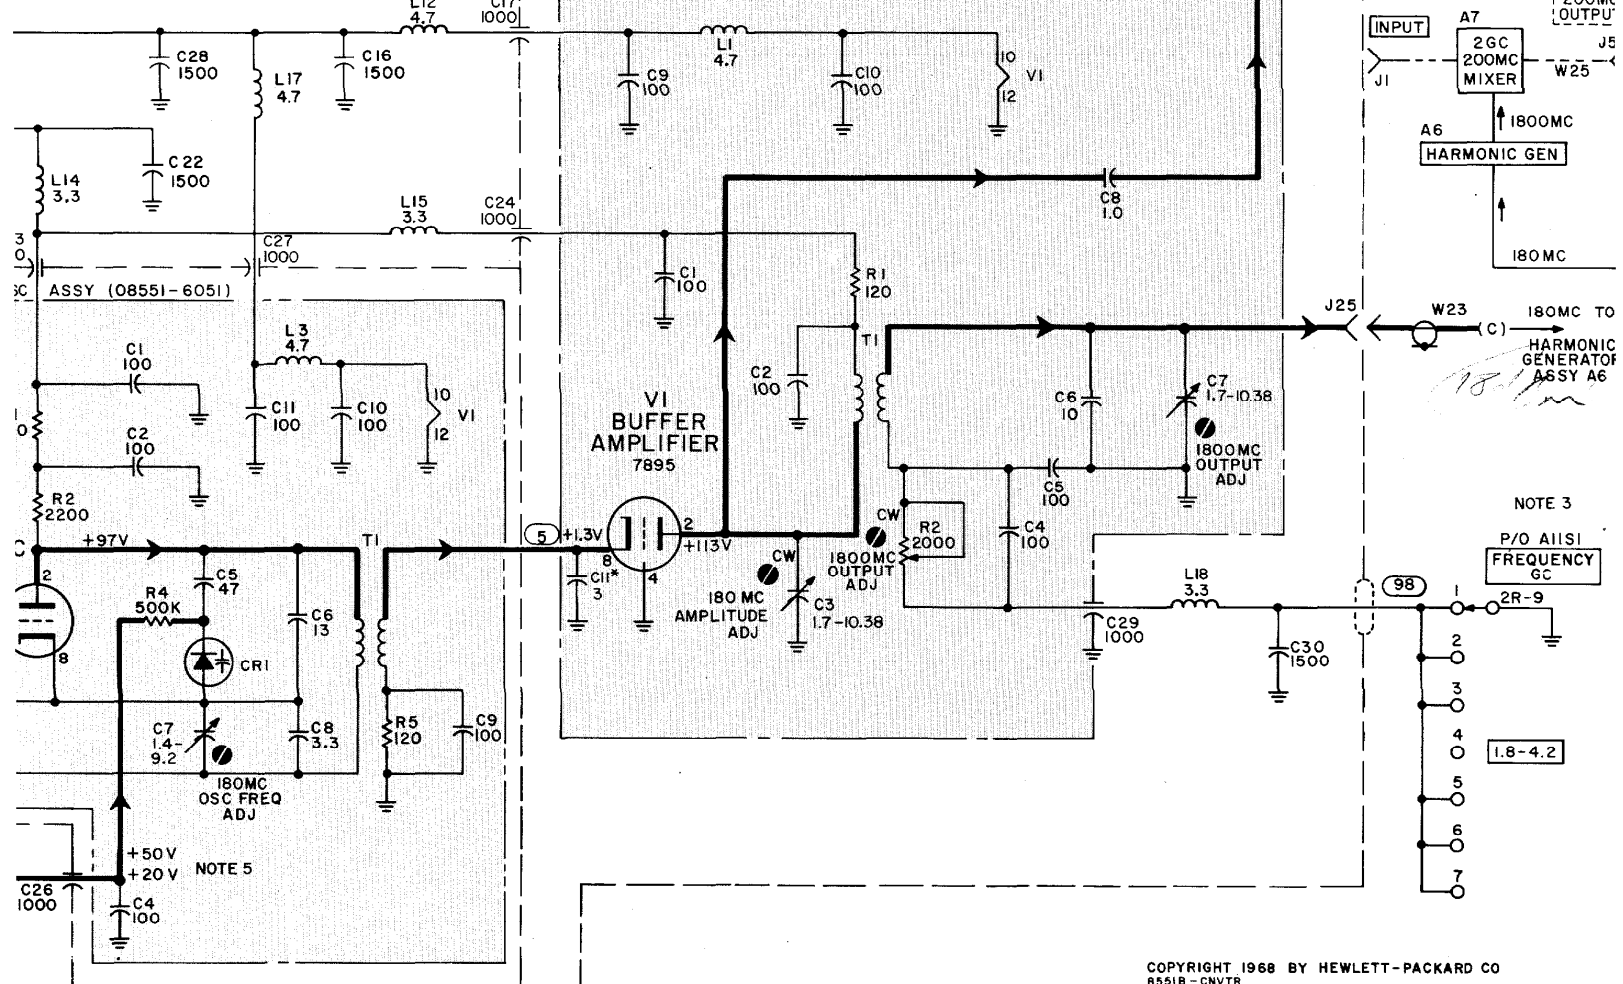 L12
4.7
C17
1000
C28
1500
L17
4.7
C16
1500
C9
100
L1
4.7
C10
100
10
V1
12
INPUT
J1
A7
2GC
200MC
MIXER
OUTPUT
J5
W25
1800MC
A6
HARMONIC GEN
180MC
C22
1500
L14
3.3
L15
3.3
C24
1000
C27
1000
3
0
SC ASSY (08551-6051)
C8
1.0
C1
100
R1
120
T1
C2
100
J25
W23
(C)
180MC TO
HARMONIC
GENERATOR
ASSY A6
C1
100
L3
4.7
C11
100
C10
100
10
V1
12
C2
100
0
R2
2200
V1
BUFFER
AMPLIFIER
7895
C6
10
C7
1.7-10.38
1800MC
OUTPUT
ADJ
C5
100
C4
100
CW
R2
2000
1800MC
OUTPUT
ADJ
NOTE 3
P/O A11S1
FREQUENCY
GC
C
+97V
2
8
R4
500K
C5
47
C6
13
CR1
T1
5
+1.3V
8
2
4
+113V
C11*
3
CW
180 MC
AMPLITUDE
ADJ
C3
1.7-10.38
L18
3.3
C29
1000
C30
1500
98
1
2R-9
2
3
4
1.8-4.2
5
6
7
C7
1.4-
9.2
C8
3.3
R5
120
C9
100
180MC
OSC FREQ
ADJ
+50V
+20V
NOTE 5
C26
1000
C4
100
COPYRIGHT 1968 BY HEWLETT-PACKARD CO
8551B-CNVTR